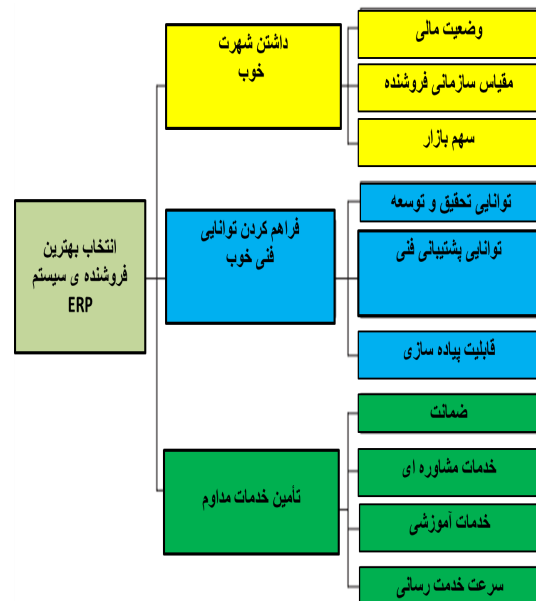 انتخاب بهترین
فروشنده ی سیستم
ERP
داشتن شهرت
خوب
وضعیت مالی
مقیاس سازمانی فروشنده
سهم بازار
فراهم کردن توانایی
فنی خوب
توانایی تحقیق و توسعه
توانایی پشتیبانی فنی
قابلیت پیاده سازی
تأمین خدمات مداوم
ضمانت
خدمات مشاوره ای
خدمات آموزشی
سرعت خدمت رسانی